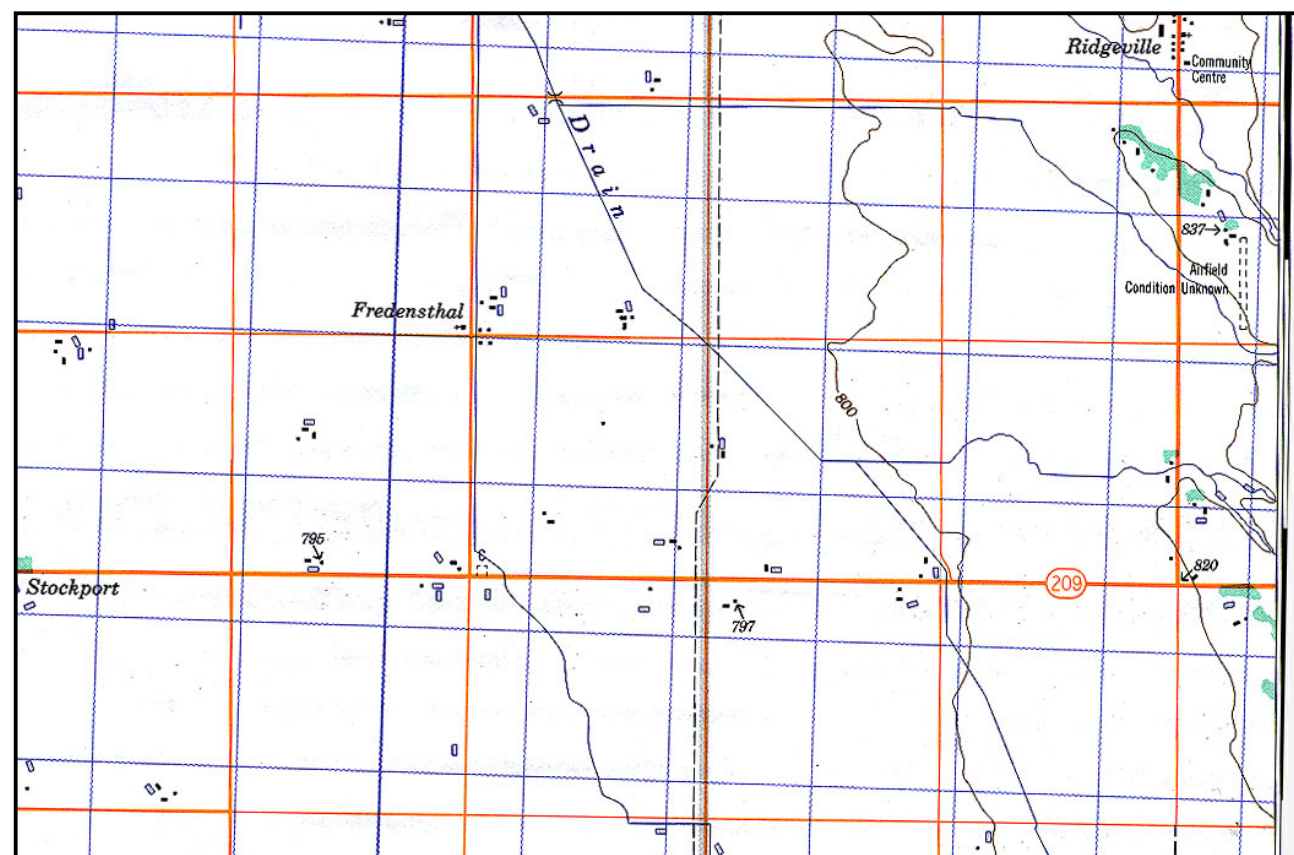 Ridgeville
Community
Centre
Drain
837
Airfield
Condition Unknown
Fredensthal
800
795
820
Stockport
209
797